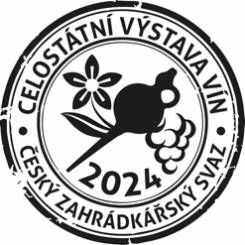 CELOSTÁTNÍ VÝSTAVA VÍN
2024
ČESKÝ ZAHRÁDKÁŘSKÝ SVAZ